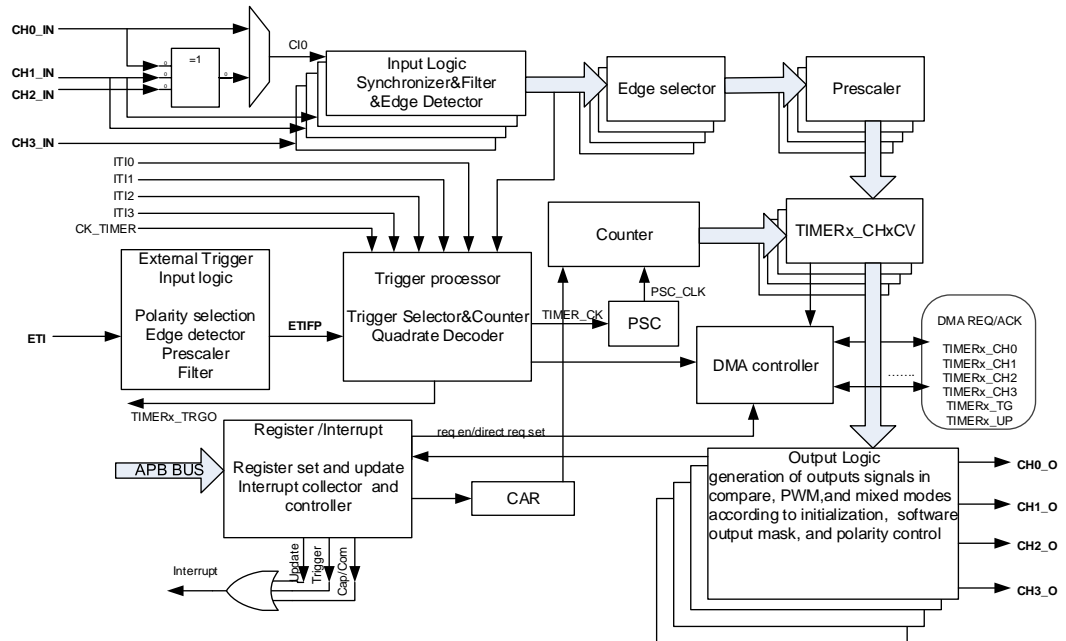 CH0_IN
CH1_IN
CH2_IN
CH3_IN
=1
CI0
Input Logic
Synchronizer&Filter
&Edge Detector
Edge selector
Prescaler
ITI0
ITI1
ITI2
ITI3
CK_TIMER
Counter
TIMERx_CHxCV
External Trigger
Input logic
Polarity selection
Edge detector
Prescaler
Filter
ETI
ETIFP
Trigger processor
Trigger Selector&Counter
Quadrate Decoder
TIMER_CK
PSC_CLK
PSC
DMA controller
DMA REQ/ACK
TIMERx_CH0
TIMERx_CH1
TIMERx_CH2
TIMERx_CH3
TIMERx_TG
TIMERx_UP
.......
TIMERx_TRGO
Register /Interrupt
Register set and update
Interrupt collector and
controller
APB BUS
req en/direct req set
CAR
Output Logic
generation of outputs signals in
compare, PWM,and mixed modes
according to initialization, software
output mask, and polarity control
CH0_O
CH1_O
CH2_O
CH3_O
Update
Trigger
Cap/Com
Interrupt